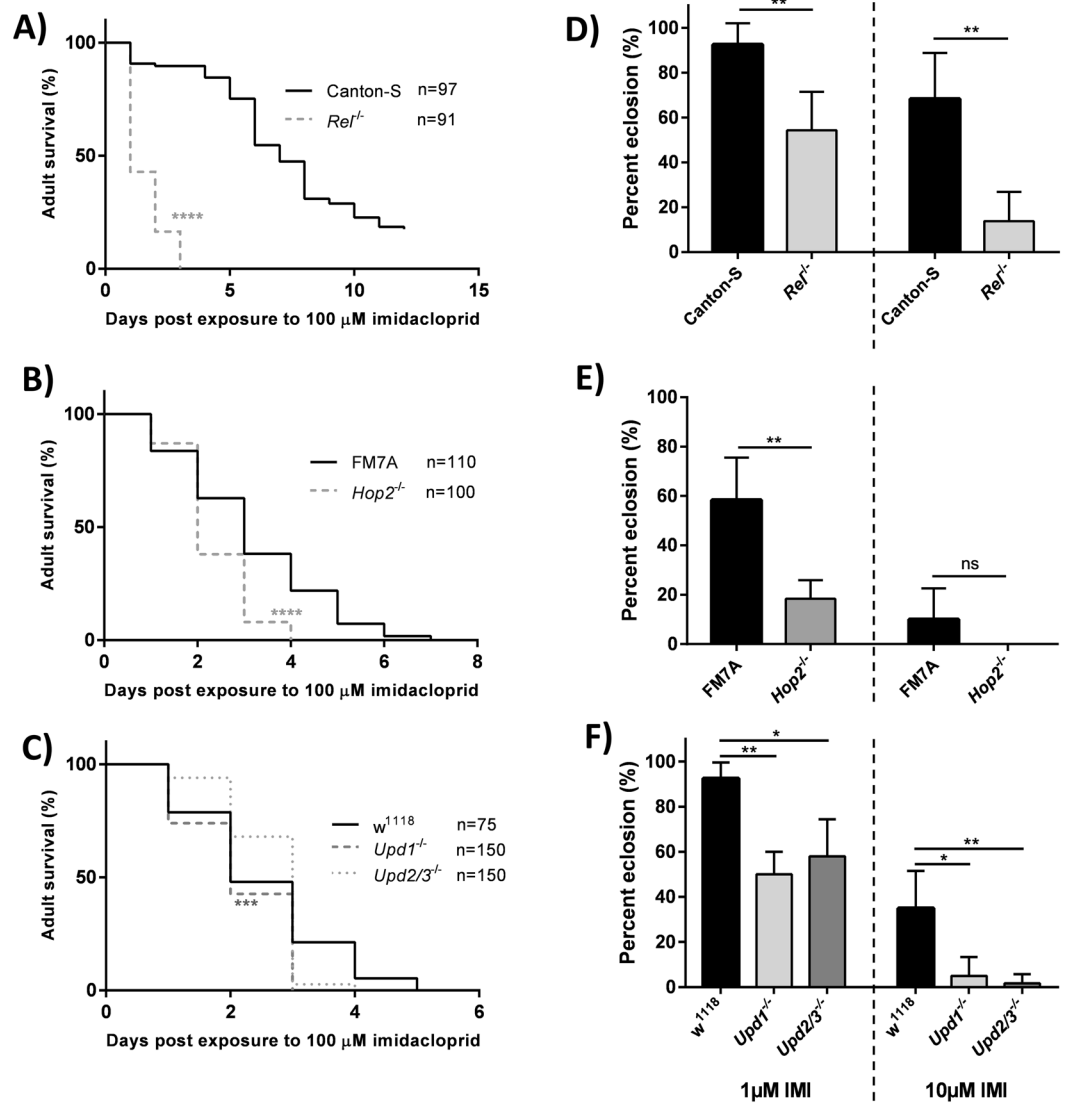 A)
Adult survival (%)
100
50
0
Canton-S n=97
Rel-/- n=91
****
0 5 10 15
Days post exposure to 100 μM imidacloprid
B)
Adult survival (%)
100
50
0
FM7A n=110
Hop2-/- n=100
****
0 2 4 6 8
Days post exposure to 100 μM imidacloprid
C)
Adult survival (%)
100
50
0
w1118 n=75
Upd1-/- n=150
Upd2/3-/- n=150
***
0 2 4 6
Days post exposure to 100 μM imidacloprid
D)
Percent eclosion (%)
100
80
60
40
20
0
**
**
Canton-S
Rel-/-
Canton-S
Rel-/-
E)
Percent eclosion (%)
100
80
60
40
20
0
**
ns
FM7A
Hop2-/-
FM7A
Hop2-/-
F)
Percent eclosion (%)
100
80
60
40
20
0
*
**
**
*
w1118
Upd1-/-
Upd2/3-/-
w1118
Upd1-/-
Upd2/3-/-
1μM IMI
10μM IMI